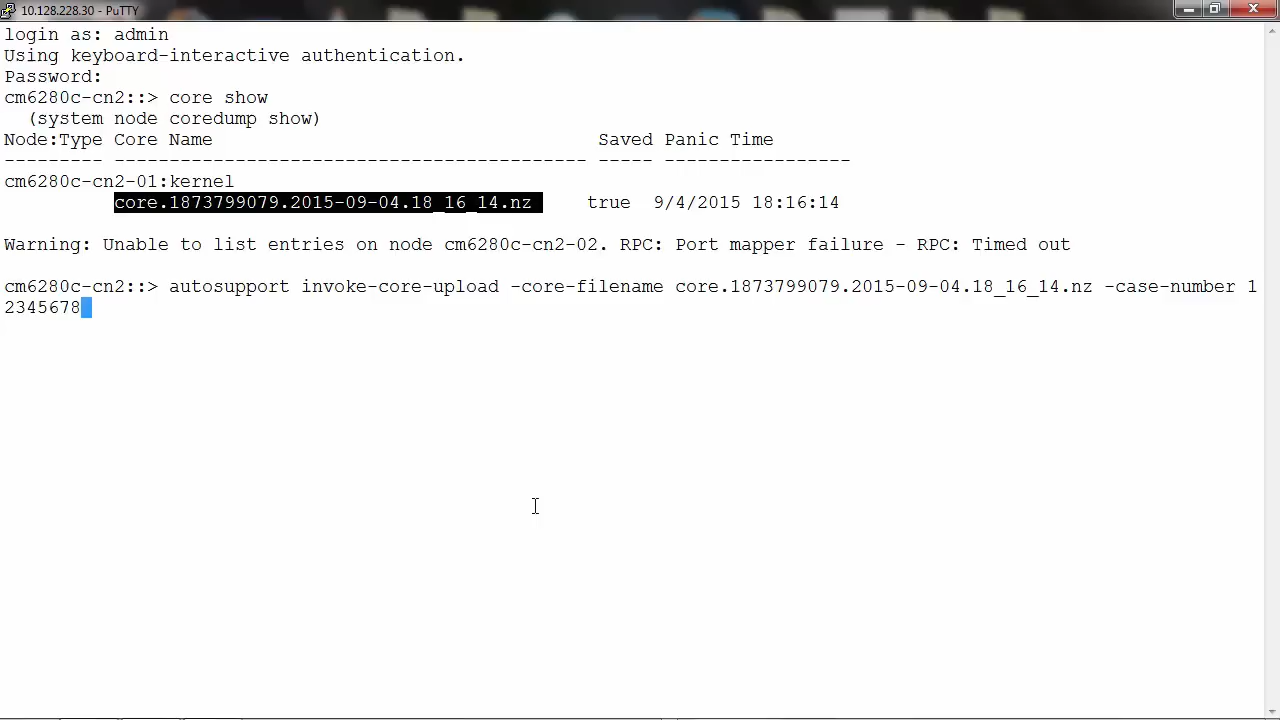 10.128.228.30 - PuTTY
login as: admin
Using keyboard-interactive authentication.
Password:
cm6280c-cn2::> core show
  (system node coredump show)
Node:Type Core Name                                   Saved Panic Time
--------- ------------------------------------------- ----- -----------------
cm6280c-cn2-01:kernel
          core.1873799079.2015-09-04.18_16_14.nz     true  9/4/2015 18:16:14
Warning: Unable to list entries on node cm6280c-cn2-02. RPC: Port mapper failure - RPC: Timed out
cm6280c-cn2::> autosupport invoke-core-upload -core-filename core.1873799079.2015-09-04.18_16_14.nz -case-number 1
2345678